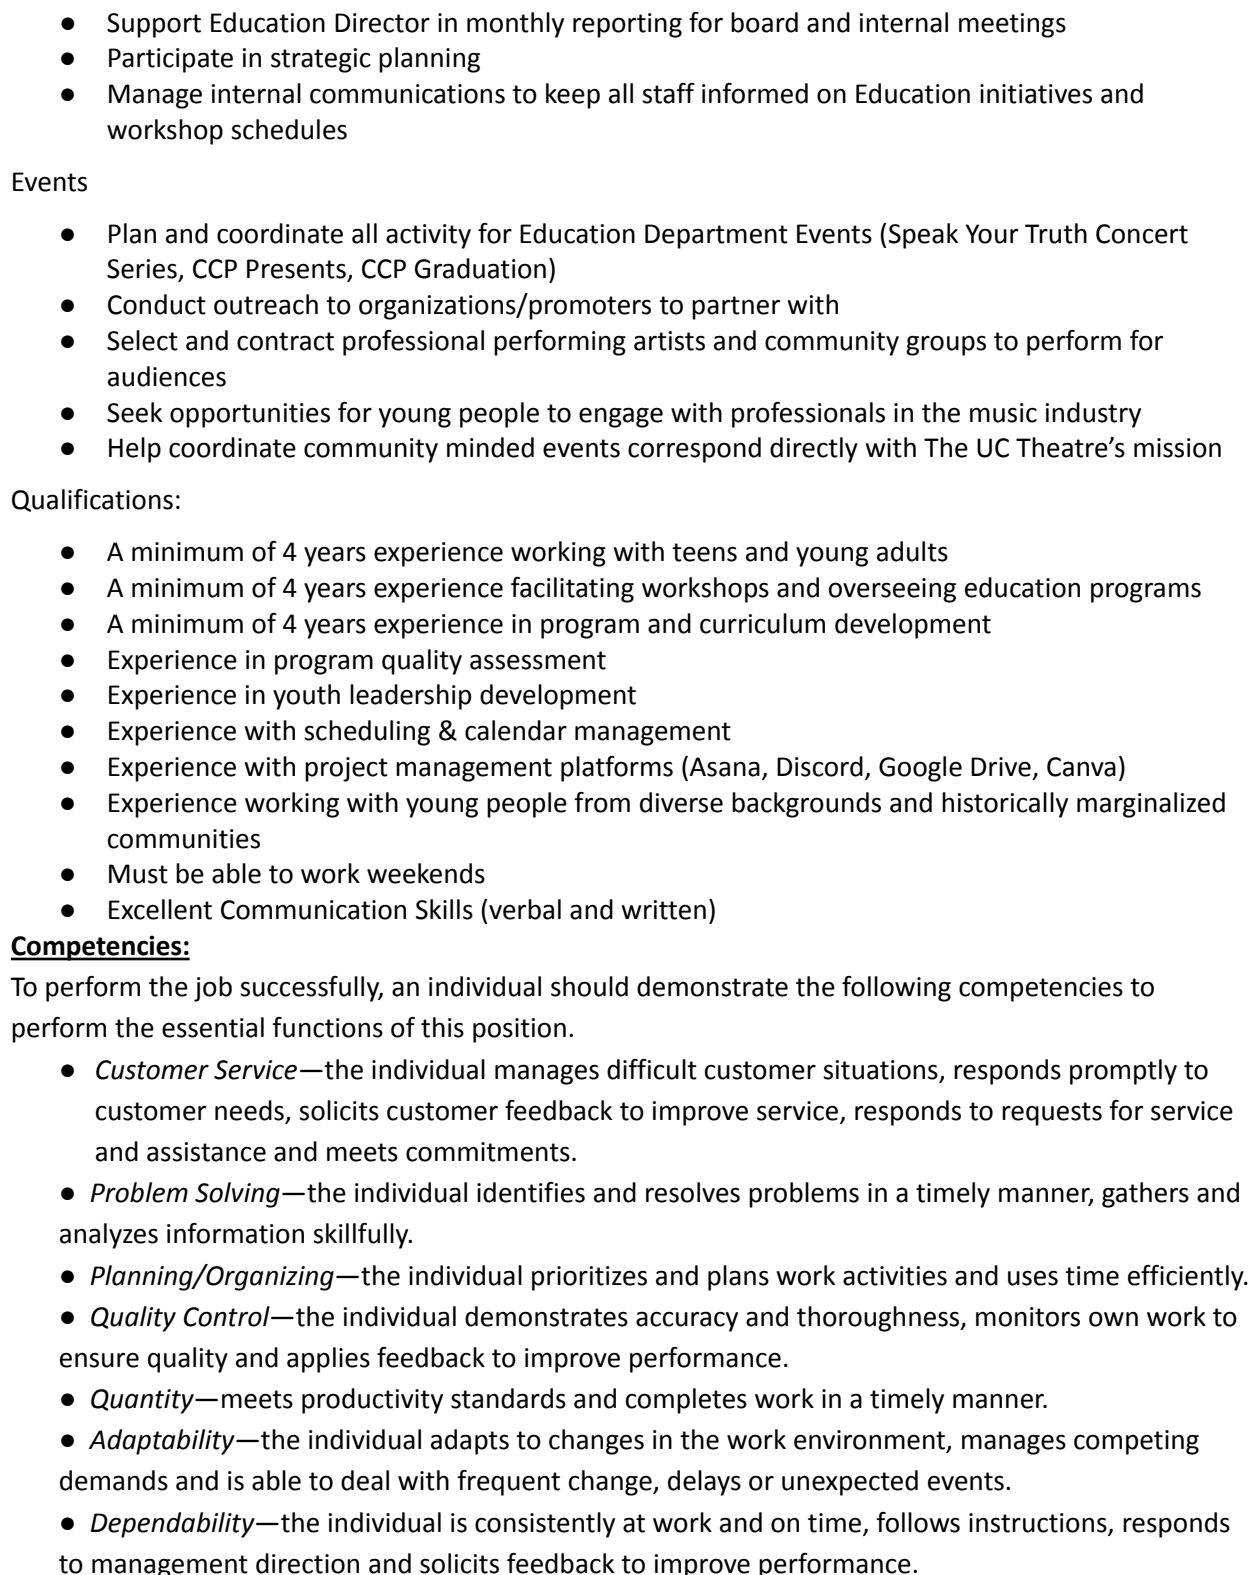 ● Support Education Director in monthly reporting for board and internal meetings
● Participate in strategic planning
● Manage internal communications to keep all staff informed on Education initiatives and
workshop schedules
Events
● Plan and coordinate all activity for Education Department Events (Speak Your Truth Concert
Series, CCP Presents, CCP Graduation)
● Conduct outreach to organizations/promoters to partner with
● Select and contract professional performing artists and community groups to perform for
audiences
● Seek opportunities for young people to engage with professionals in the music industry
● Help coordinate community minded events correspond directly with The UC Theatre’s mission
Qualifications:
● A minimum of 4 years experience working with teens and young adults
● A minimum of 4 years experience facilitating workshops and overseeing education programs
● A minimum of 4 years experience in program and curriculum development
● Experience in program quality assessment
● Experience in youth leadership development
● Experience with scheduling & calendar management
● Experience with project management platforms (Asana, Discord, Google Drive, Canva)
● Experience working with young people from diverse backgrounds and historically marginalized
communities
● Must be able to work weekends
● Excellent Communication Skills (verbal and written)
Competencies:
To perform the job successfully, an individual should demonstrate the following competencies to
perform the essential functions of this position.
● Customer Service—the individual manages difficult customer situations, responds promptly to
customer needs, solicits customer feedback to improve service, responds to requests for service
and assistance and meets commitments.
● Problem Solving—the individual identifies and resolves problems in a timely manner, gathers and
analyzes information skillfully.
● Planning/Organizing—the individual prioritizes and plans work activities and uses time efficiently.
● Quality Control—the individual demonstrates accuracy and thoroughness, monitors own work to
ensure quality and applies feedback to improve performance.
● Quantity—meets productivity standards and completes work in a timely manner.
● Adaptability—the individual adapts to changes in the work environment, manages competing
demands and is able to deal with frequent change, delays or unexpected events.
● Dependability—the individual is consistently at work and on time, follows instructions, responds
to management direction and solicits feedback to improve performance.